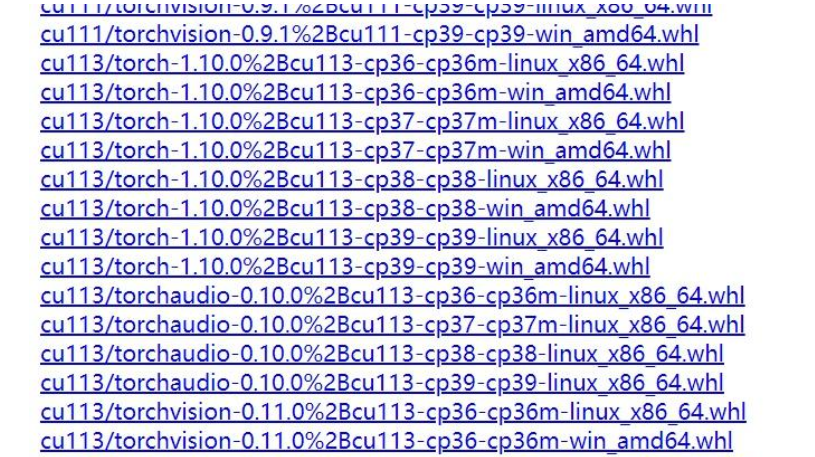 cu111/torchvision-0.9.1%2Bcu111-cp39-cp39-linux_x86_64.whl
cu111/torchvision-0.9.1%2Bcu111-cp39-cp39-win_amd64.whl
cu113/torch-1.10.0%2Bcu113-cp36-cp36m-linux_x86_64.whl
cu113/torch-1.10.0%2Bcu113-cp36-cp36m-win_amd64.whl
cu113/torch-1.10.0%2Bcu113-cp37-cp37m-linux_x86_64.whl
cu113/torch-1.10.0%2Bcu113-cp37-cp37m-win_amd64.whl
cu113/torch-1.10.0%2Bcu113-cp38-cp38-linux_x86_64.whl
cu113/torch-1.10.0%2Bcu113-cp38-cp38-win_amd64.whl
cu113/torch-1.10.0%2Bcu113-cp39-cp39-linux_x86_64.whl
cu113/torch-1.10.0%2Bcu113-cp39-cp39-win_amd64.whl
cu113/torchaudio-0.10.0%2Bcu113-cp36-cp36m-linux_x86_64.whl
cu113/torchaudio-0.10.0%2Bcu113-cp37-cp37m-linux_x86_64.whl
cu113/torchaudio-0.10.0%2Bcu113-cp38-cp38-linux_x86_64.whl
cu113/torchaudio-0.10.0%2Bcu113-cp39-cp39-linux_x86_64.whl
cu113/torchvision-0.11.0%2Bcu113-cp36-cp36m-linux_x86_64.whl
cu113/torchvision-0.11.0%2Bcu113-cp36-cp36m-win_amd64.whl